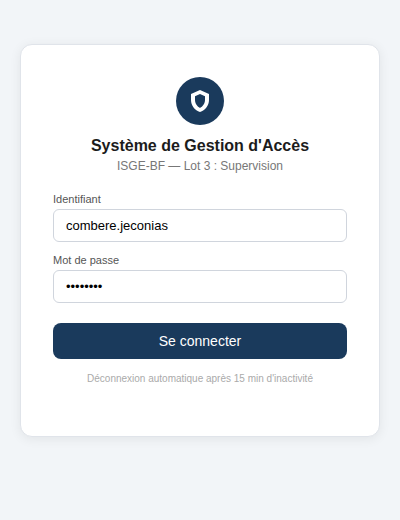 Système de Gestion d'Accès
ISGE-BF — Lot 3 : Supervision
Identifiant
combere.jeconias
Mot de passe
••••••••
Se connecter
Déconnexion automatique après 15 min d'inactivité